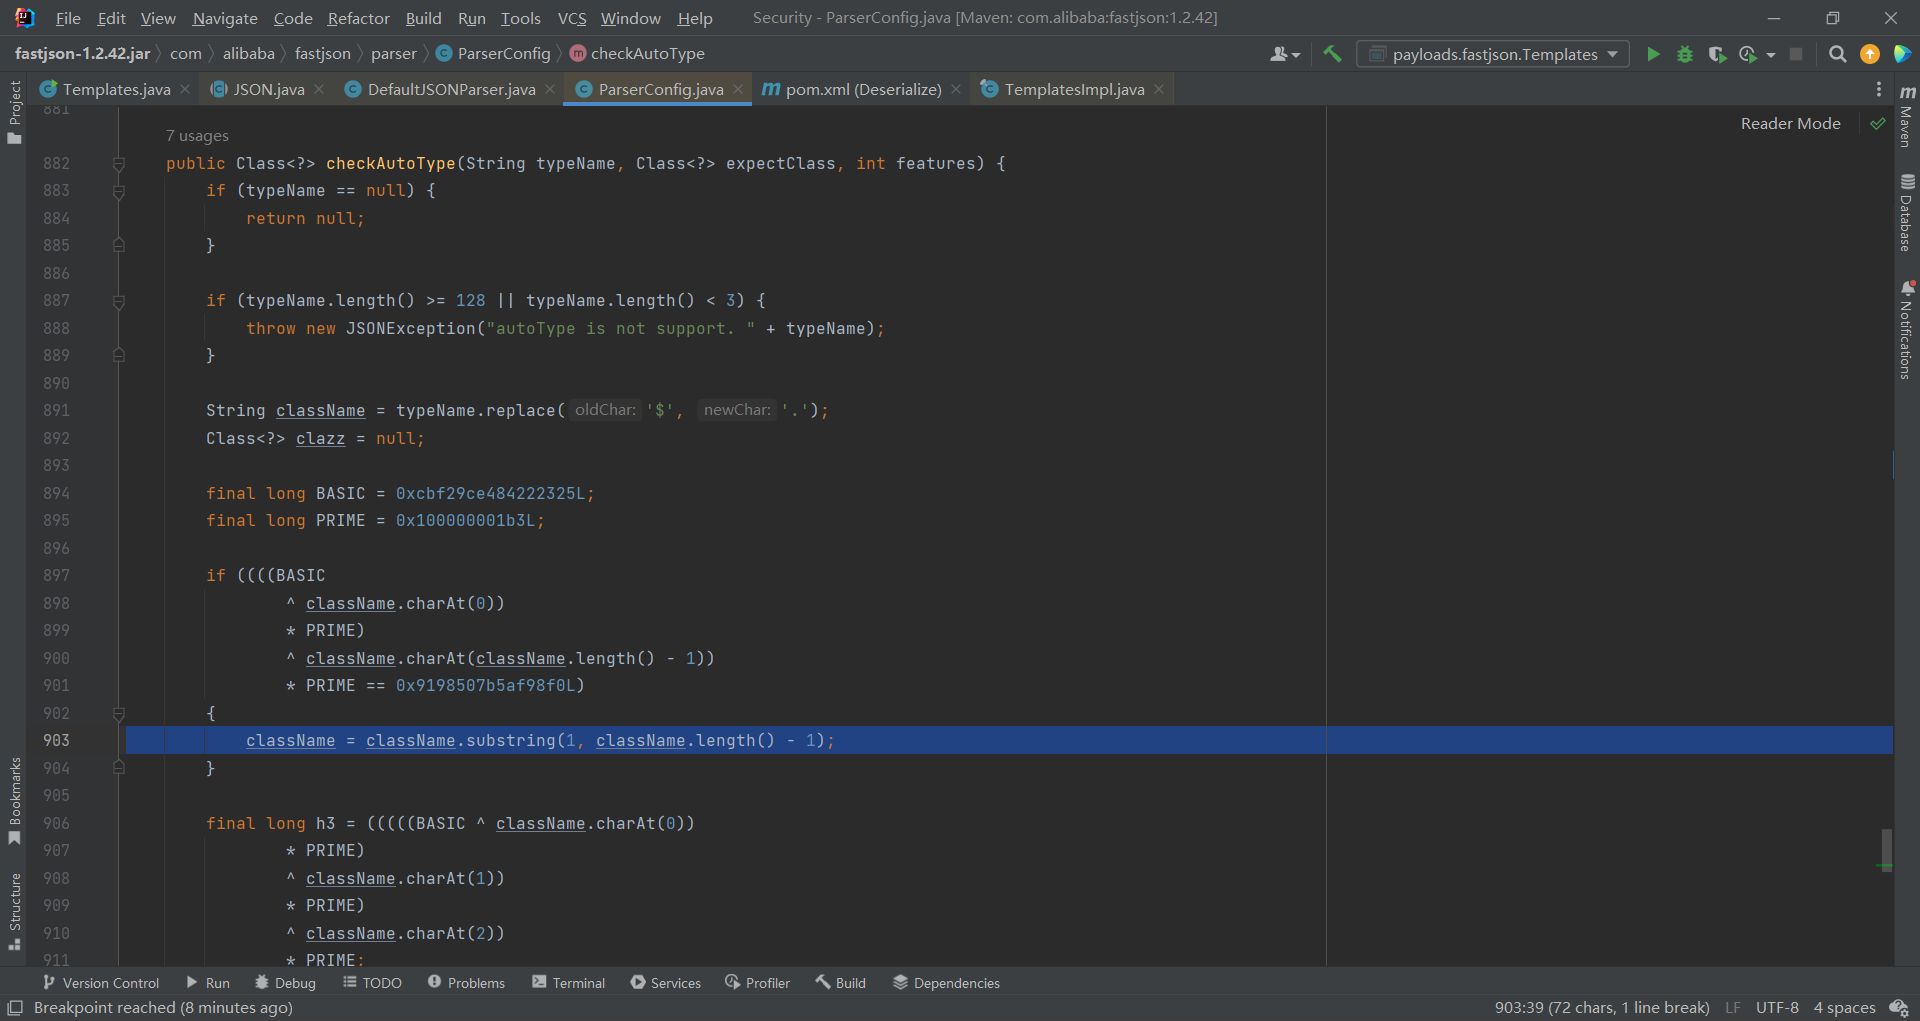 File Edit View Navigate Code Refactor Build Run Tools VCS Window Help Security - ParserConfig.java [Maven: com.alibaba:fastjson:1.2.42]
fastjson-1.2.42.jar com alibaba fastjson parser ParserConfig checkAutoType payloads.fastjson.Templates
Templates.java JSON.java DefaultJSONParser.java ParserConfig.java pom.xml (Deserialize) TemplatesImpl.java
Project
Bookmarks
Structure
Reader Mode
Maven
Database
Notifications
881
7 usages
882 public Class<?> checkAutoType(String typeName, Class<?> expectClass, int features) {
883 if (typeName == null) {
884 return null;
885 }
886
887 if (typeName.length() >= 128 || typeName.length() < 3) {
888 throw new JSONException("autoType is not support. " + typeName);
889 }
890
891 String className = typeName.replace( oldChar: '$', newChar: '.');
892 Class<?> clazz = null;
893
894 final long BASIC = 0xcbf29ce484222325L;
895 final long PRIME = 0x100000001b3L;
896
897 if ((((BASIC
898 ^ className.charAt(0))
899 * PRIME)
900 ^ className.charAt(className.length() - 1))
901 * PRIME == 0x9198507b5af98f0L)
902 {
903 className = className.substring(1, className.length() - 1);
904 }
905
906 final long h3 = (((((BASIC ^ className.charAt(0))
907 * PRIME)
908 ^ className.charAt(1))
909 * PRIME)
910 ^ className.charAt(2))
911 * PRIME;
Version Control Run Debug TODO Problems Terminal Services Profiler Build Dependencies
Breakpoint reached (8 minutes ago) 903:39 (72 chars, 1 line break) LF UTF-8 4 spaces